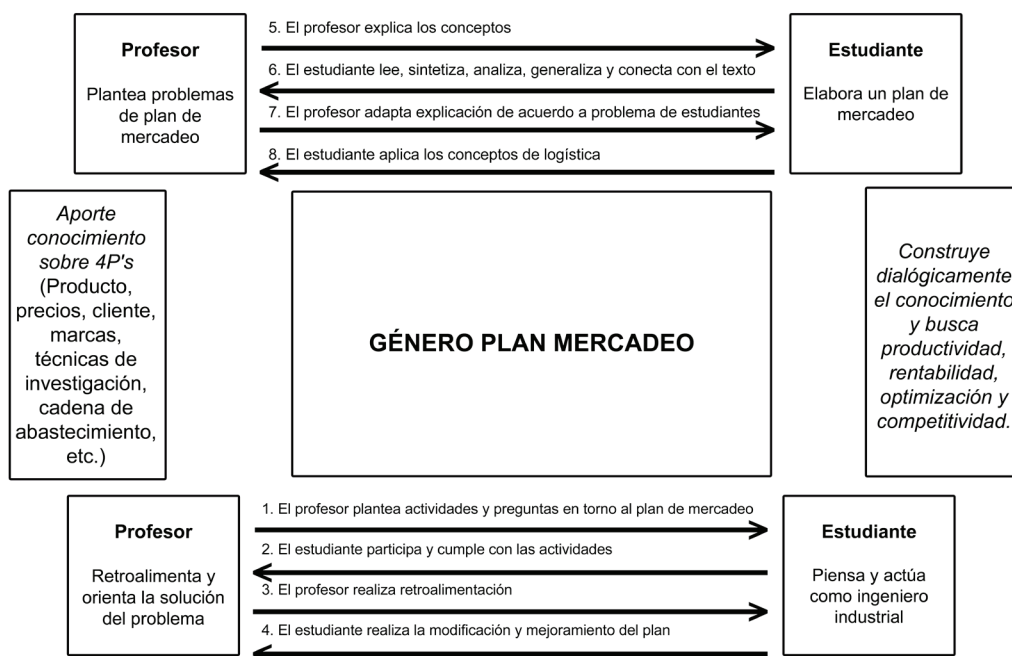 Profesor
Plantea problemas
de plan de
mercadeo
5. El profesor explica los conceptos
6. El estudiante lee, sintetiza, analiza, generaliza y conecta con el texto
7. El profesor adapta explicación de acuerdo a problema de estudiantes
8. El estudiante aplica los conceptos de logística
Estudiante
Elabora un plan de
mercadeo
Aporte
conocimiento
sobre 4P's
(Producto,
precios, cliente,
marcas,
técnicas de
investigación,
cadena de
abastecimiento,
etc.)
GÉNERO PLAN MERCADEO
Construye
dialógicamente
el conocimiento
y busca
productividad,
rentabilidad,
optimización y
competitividad.
Profesor
Retroalimenta y
orienta la solución
del problema
1. El profesor plantea actividades y preguntas en torno al plan de mercadeo
2. El estudiante participa y cumple con las actividades
3. El profesor realiza retroalimentación
4. El estudiante realiza la modificación y mejoramiento del plan
Estudiante
Piensa y actúa
como ingeniero
industrial